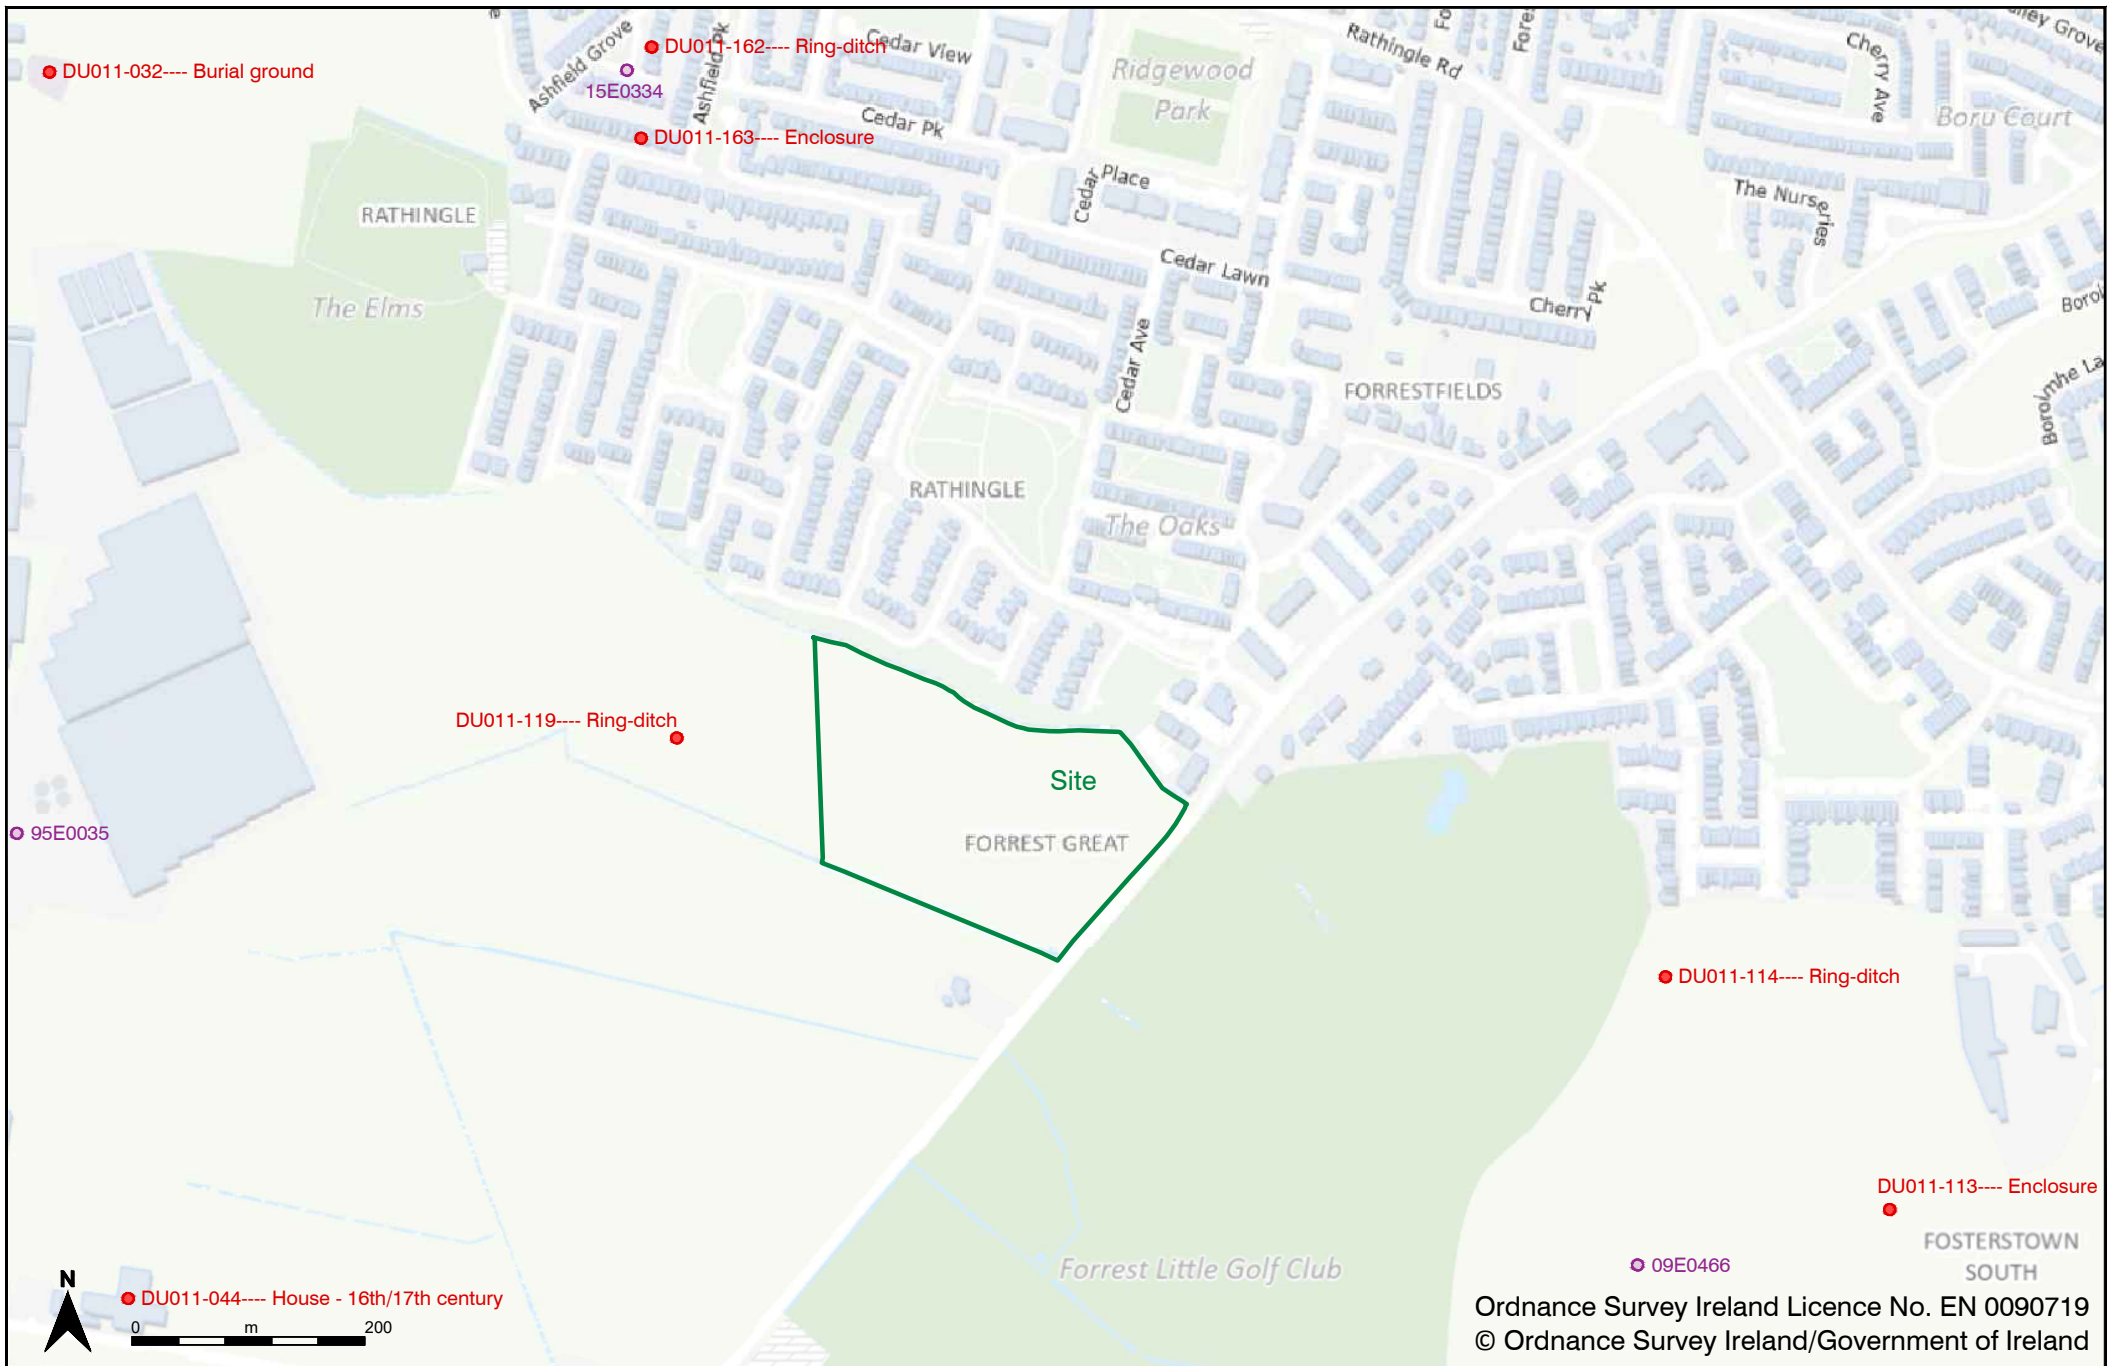 DU011-032---- Burial ground
DU011-162---- Ring-ditch
15E0334
DU011-163---- Enclosure
Ashfield Grove
Ashfield Pk
Cedar View
Cedar Pk
Ridgewood
Park
Rathingle Rd
Cherry Ave
Boru Court
Cedar Place
The Nurseries
RATHINGLE
The Elms
Cedar Lawn
Cherry Pk
Cedar Ave
FORRESTFIELDS
RATHINGLE
The Oaks
DU011-119---- Ring-ditch
Site
FORREST GREAT
95E0035
DU011-114---- Ring-ditch
DU011-113---- Enclosure
FOSTERSTOWN
SOUTH
09E0466
Forrest Little Golf Club
N
DU011-044---- House - 16th/17th century
0 m 200
Ordnance Survey Ireland Licence No. EN 0090719
© Ordnance Survey Ireland/Government of Ireland